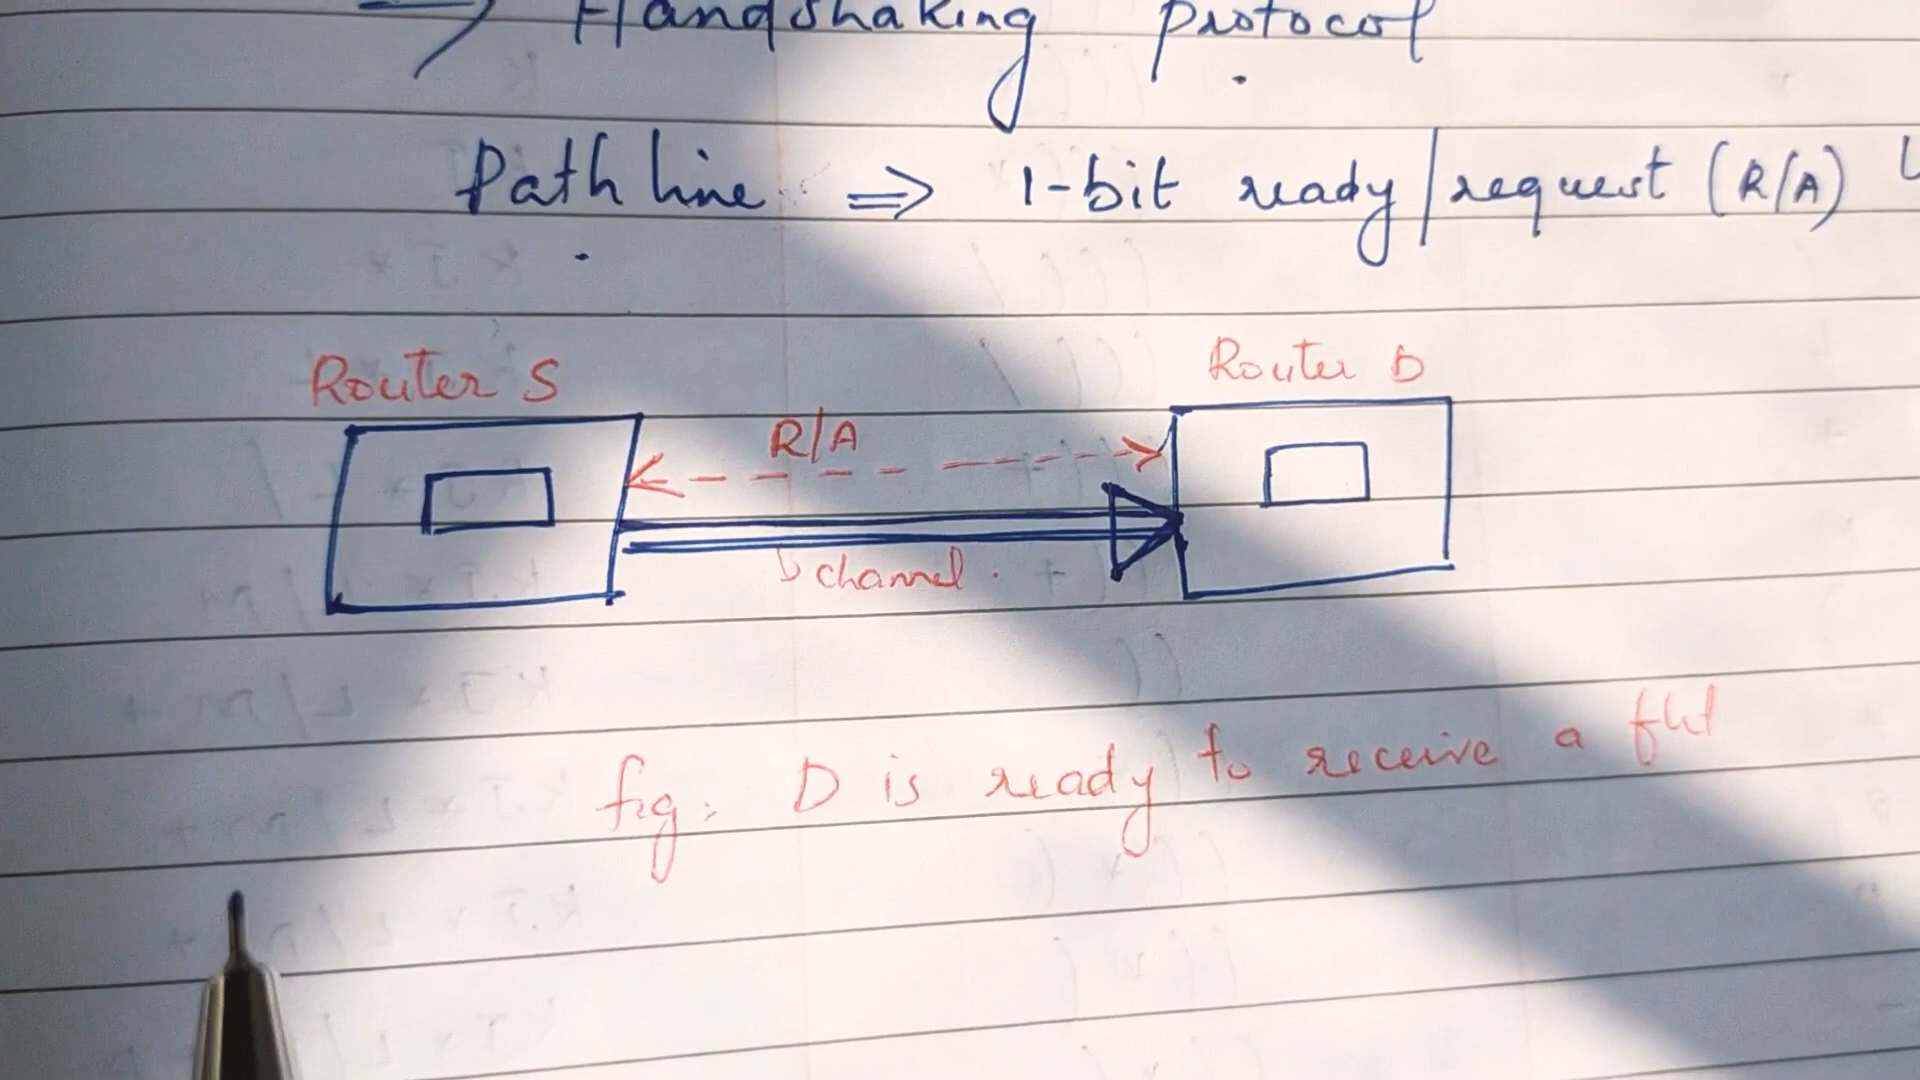 → Handshaking protocol
Path line ⇒ 1-bit ready/request (R/A)
Router S
Router D
R/A
channel.
fig: D is ready to receive a flit